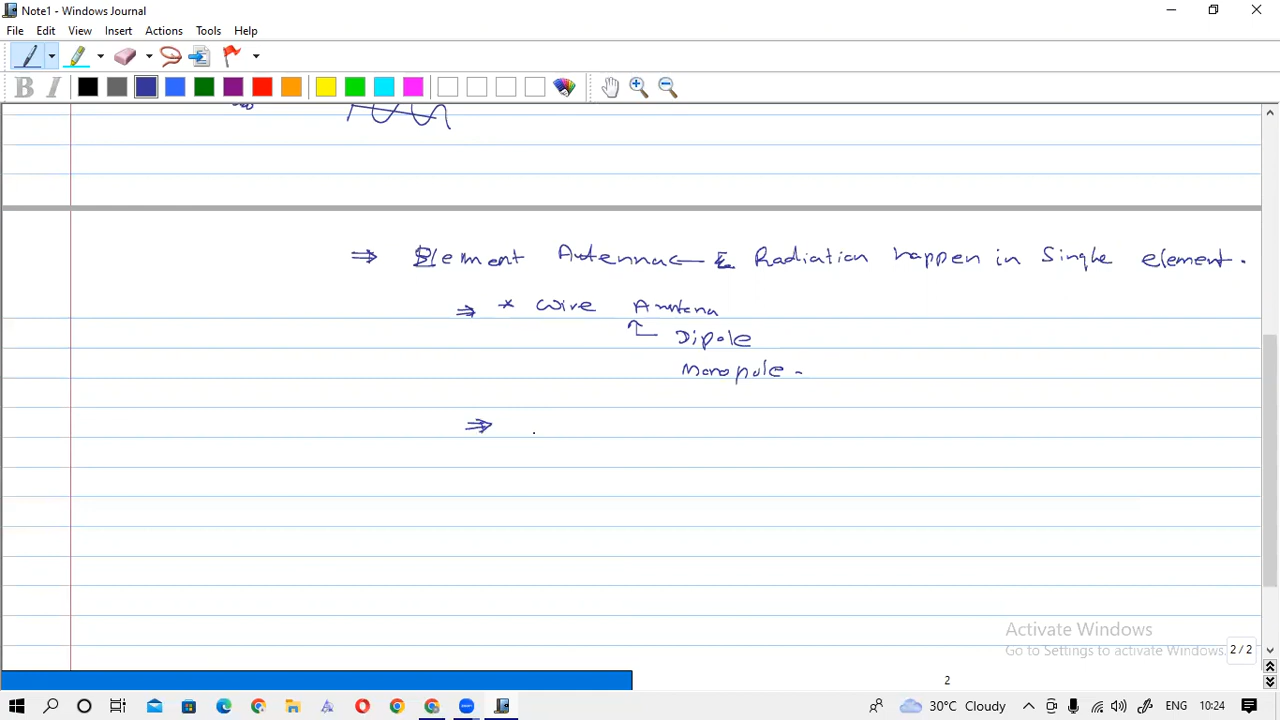 Note1 - Windows Journal
File Edit View Insert Actions Tools Help
B I
⇒ Element Antenna ← Radiation happen in Single element.
⇒ * Wire Anntena
Dipole
Monopole -
⇒
Activate Windows
Go to Settings to activate Windows.
2 / 2
2
30°C Cloudy ENG 10:24